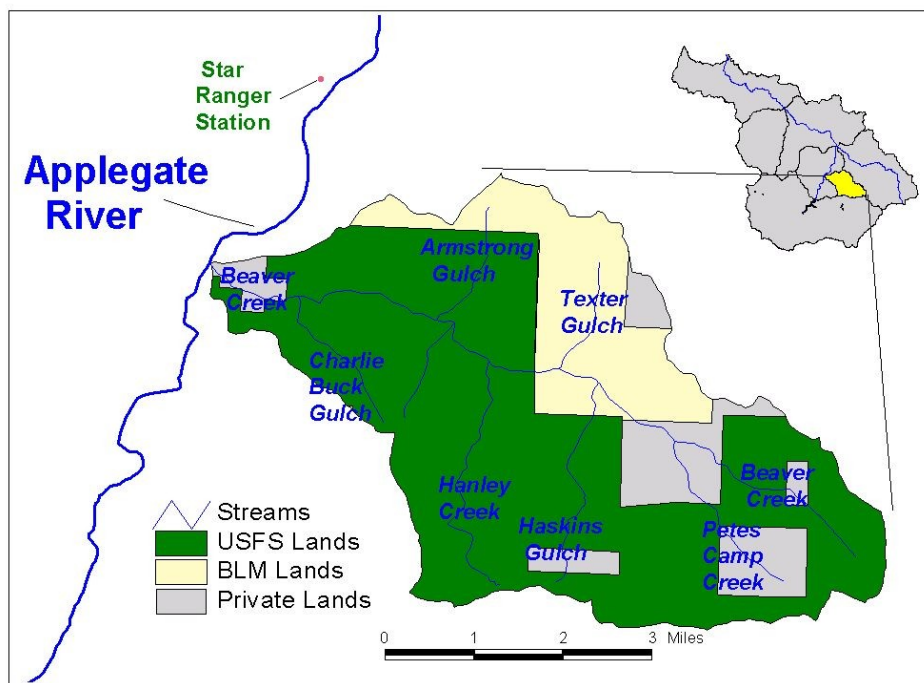 Star
Ranger
Station
Applegate
River
Armstrong
Gulch
Beaver
Creek
Texter
Gulch
Charlie
Buck
Gulch
Hanley
Creek
Haskins
Gulch
Beaver
Creek
Petes
Camp
Creek
Streams
USFS Lands
BLM Lands
Private Lands
0 1 2 3 Miles